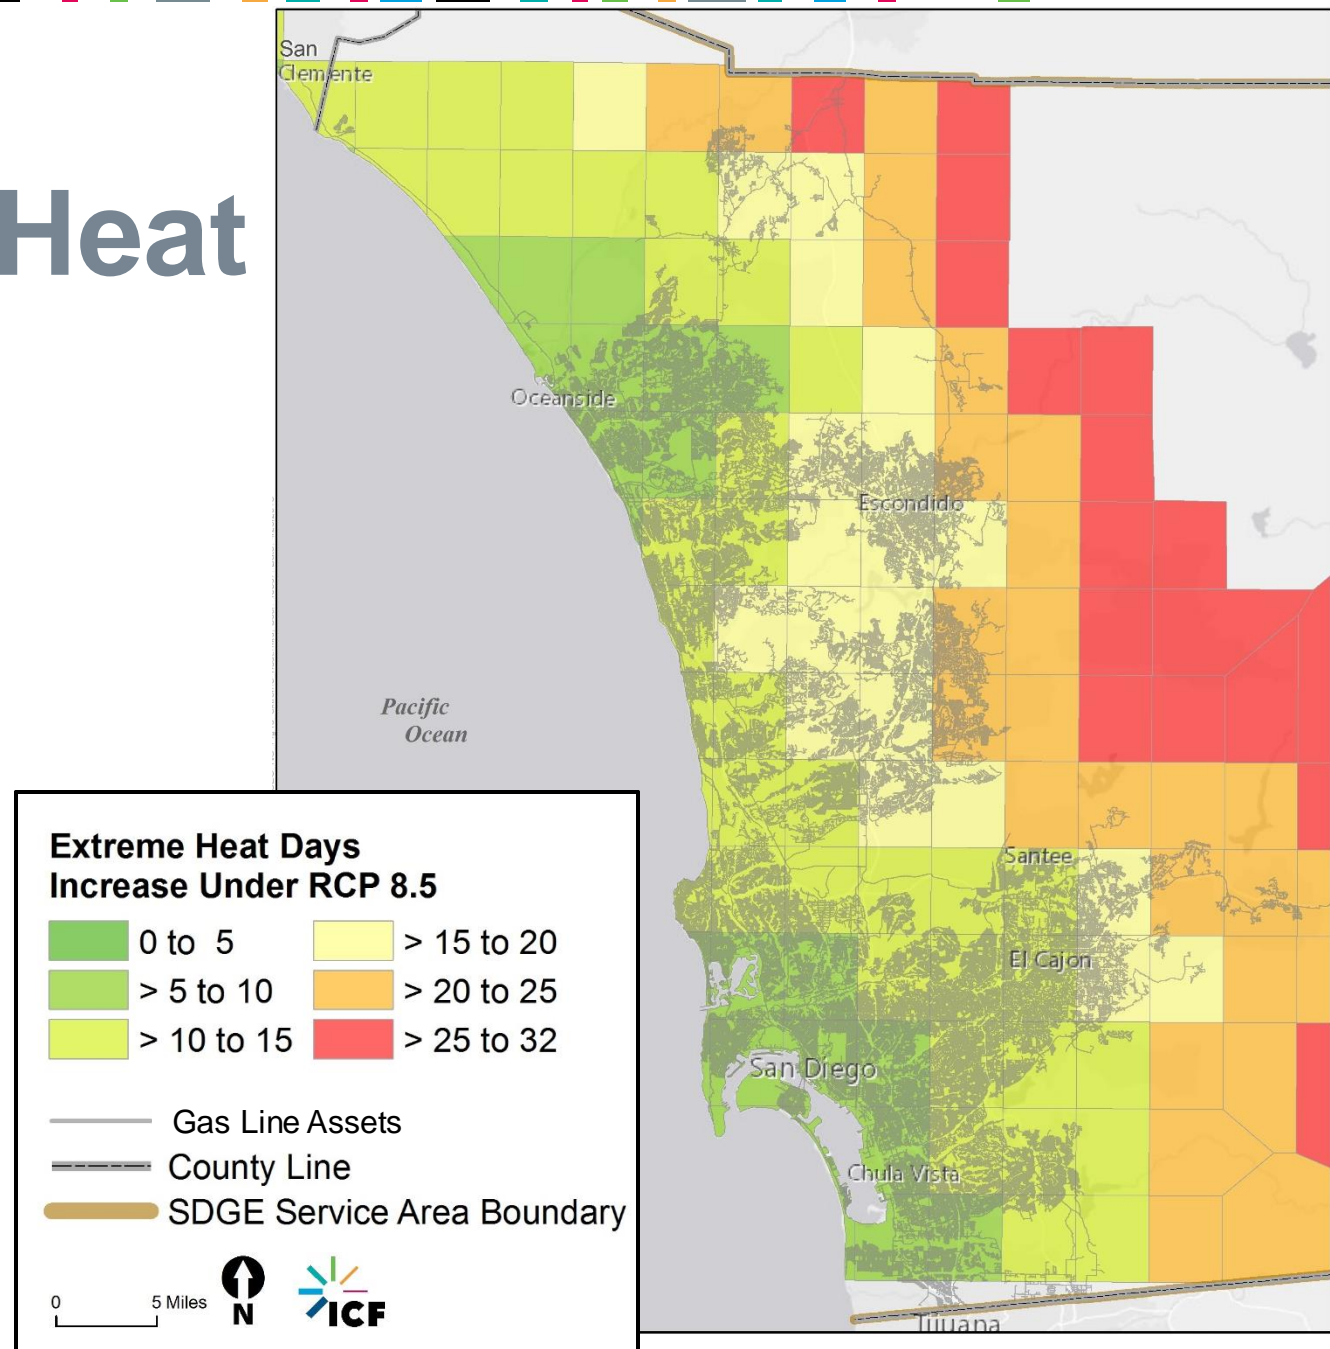 Heat
San
Clemente
Oceanside
Escondido
Pacific
Ocean
Santee
El Cajon
San Diego
Chula Vista
Tijuana
Extreme Heat Days
Increase Under RCP 8.5
0 to 5
> 15 to 20
> 5 to 10
> 20 to 25
> 10 to 15
> 25 to 32
Gas Line Assets
County Line
SDGE Service Area Boundary
0 5 Miles
N
ICF